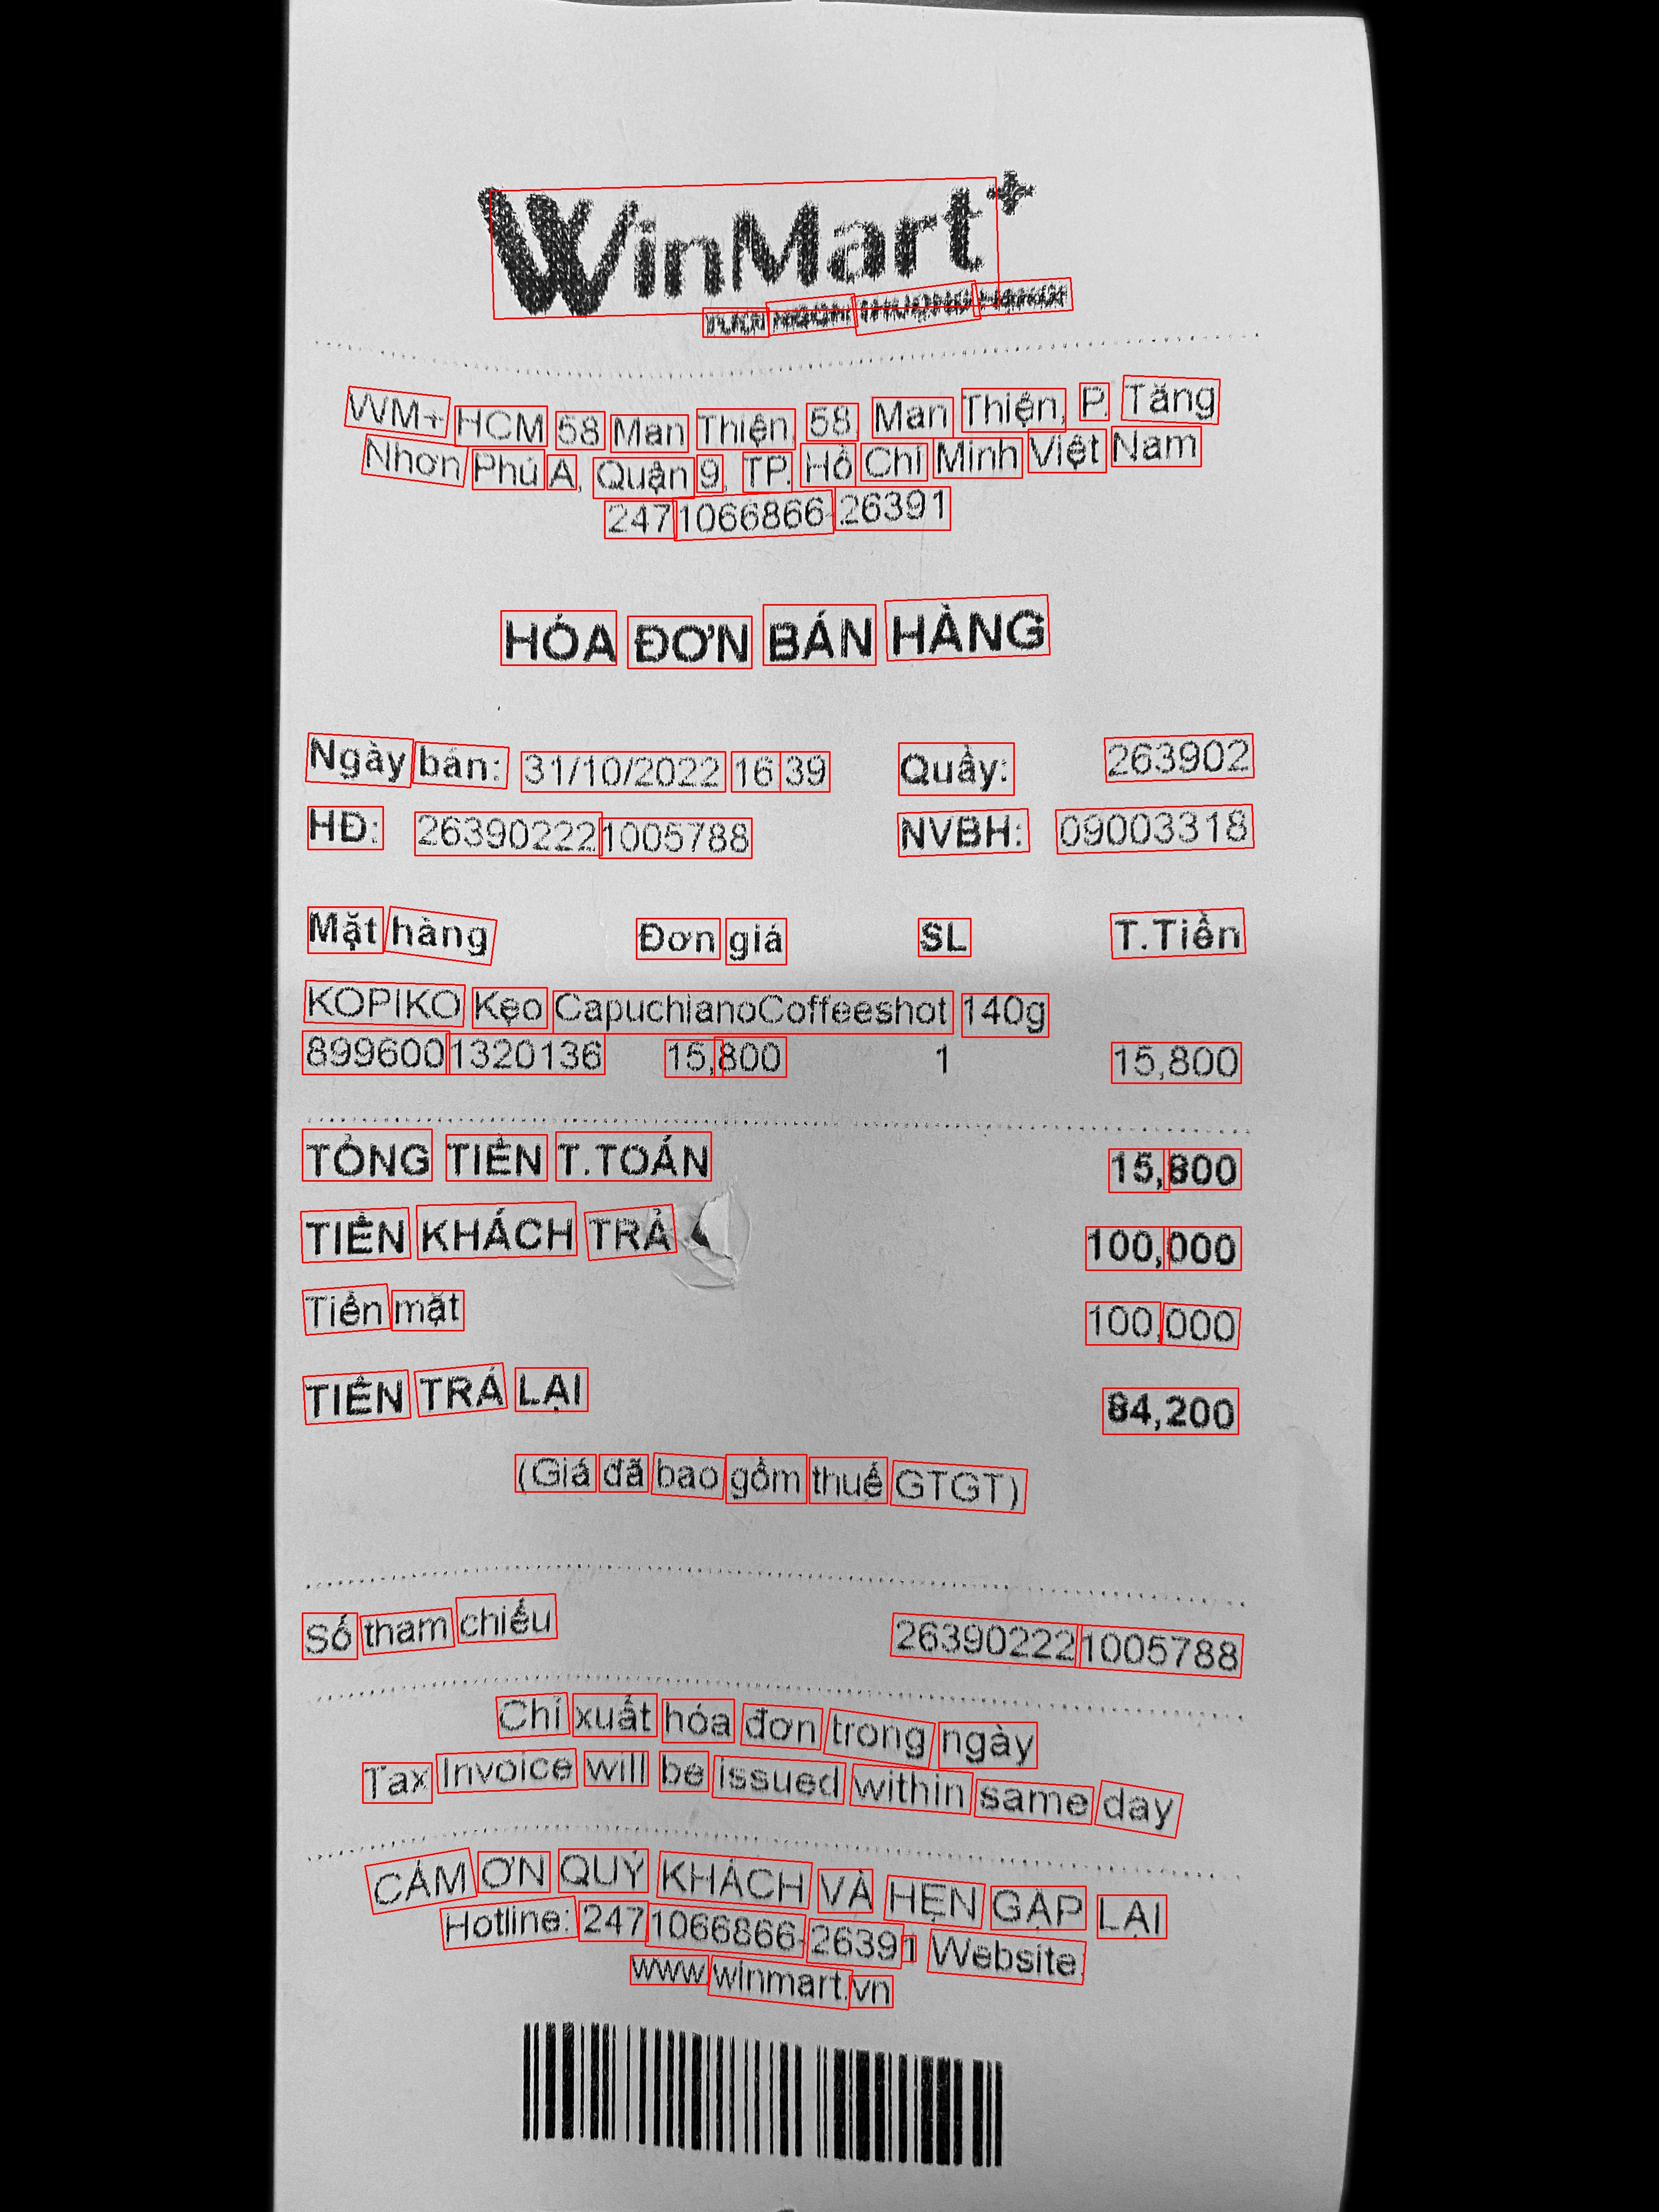 WinMart+
WM+ HCM 58 Man Thiện, 58, Man Thiện, P. Tăng
Nhơn Phú A, Quận 9, TP. Hồ Chí Minh Việt Nam
2471066866-26391
HÓA ĐƠN BÁN HÀNG
Ngày bán: 31/10/2022 16:39 Quầy: 263902
HĐ: 263902221005788 NVBH: 09003318
Mặt hàng Đơn giá SL T.Tiền
KOPIKO Kẹo CapuchianoCoffeeshot 140g
8996001320136 15,800 1 15,800
TỔNG TIỀN T.TOÁN 15,800
TIỀN KHÁCH TRẢ 100,000
Tiền mặt 100,000
TIỀN TRẢ LẠI 84,200
(Giá đã bao gồm thuế GTGT)
Số tham chiếu 263902221005788
Chỉ xuất hóa đơn trong ngày
Tax Invoice will be issued within same day
CẢM ƠN QUÝ KHÁCH VÀ HẸN GẶP LẠI
Hotline: 2471066866-26391 Website:
www.winmart.vn